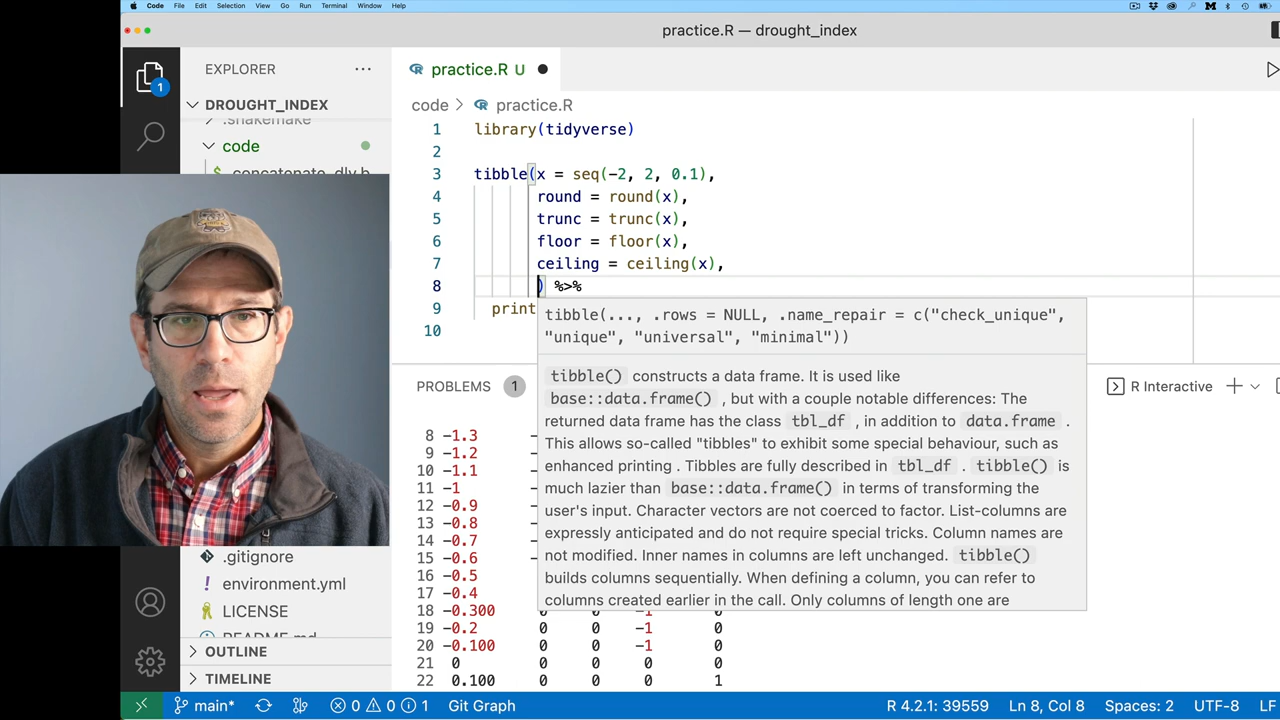 Code File Edit Selection View Go Run Terminal Window Help
practice.R — drought_index
EXPLORER
practice.R U
DROUGHT_INDEX
code > practice.R
.snakemake
code
concatenate_dly.b
1 library(tidyverse)
2
3 tibble(x = seq(-2, 2, 0.1),
4 round = round(x),
5 trunc = trunc(x),
6 floor = floor(x),
7 ceiling = ceiling(x),
8 ) %>%
9 print
10
tibble(..., .rows = NULL, .name_repair = c("check_unique",
"unique", "universal", "minimal"))
tibble() constructs a data frame. It is used like
base::data.frame() , but with a couple notable differences: The
returned data frame has the class tbl_df , in addition to data.frame .
This allows so-called "tibbles" to exhibit some special behaviour, such as
enhanced printing . Tibbles are fully described in tbl_df . tibble() is
much lazier than base::data.frame() in terms of transforming the
user's input. Character vectors are not coerced to factor. List-columns are
expressly anticipated and do not require special tricks. Column names are
not modified. Inner names in columns are left unchanged. tibble()
builds columns sequentially. When defining a column, you can refer to
columns created earlier in the call. Only columns of length one are
PROBLEMS 1
R Interactive
8 -1.3
9 -1.2
10 -1.1
11 -1
12 -0.9
13 -0.8
14 -0.7
15 -0.6
16 -0.5
17 -0.4
18 -0.300 0 0 -1 0
19 -0.2 0 0 -1 0
20 -0.100 0 0 -1 0
21 0 0 0 0 0
22 0.100 0 0 0 1
.gitignore
environment.yml
LICENSE
README.md
OUTLINE
TIMELINE
main* 0 0 1 Git Graph R 4.2.1: 39559 Ln 8, Col 8 Spaces: 2 UTF-8 LF